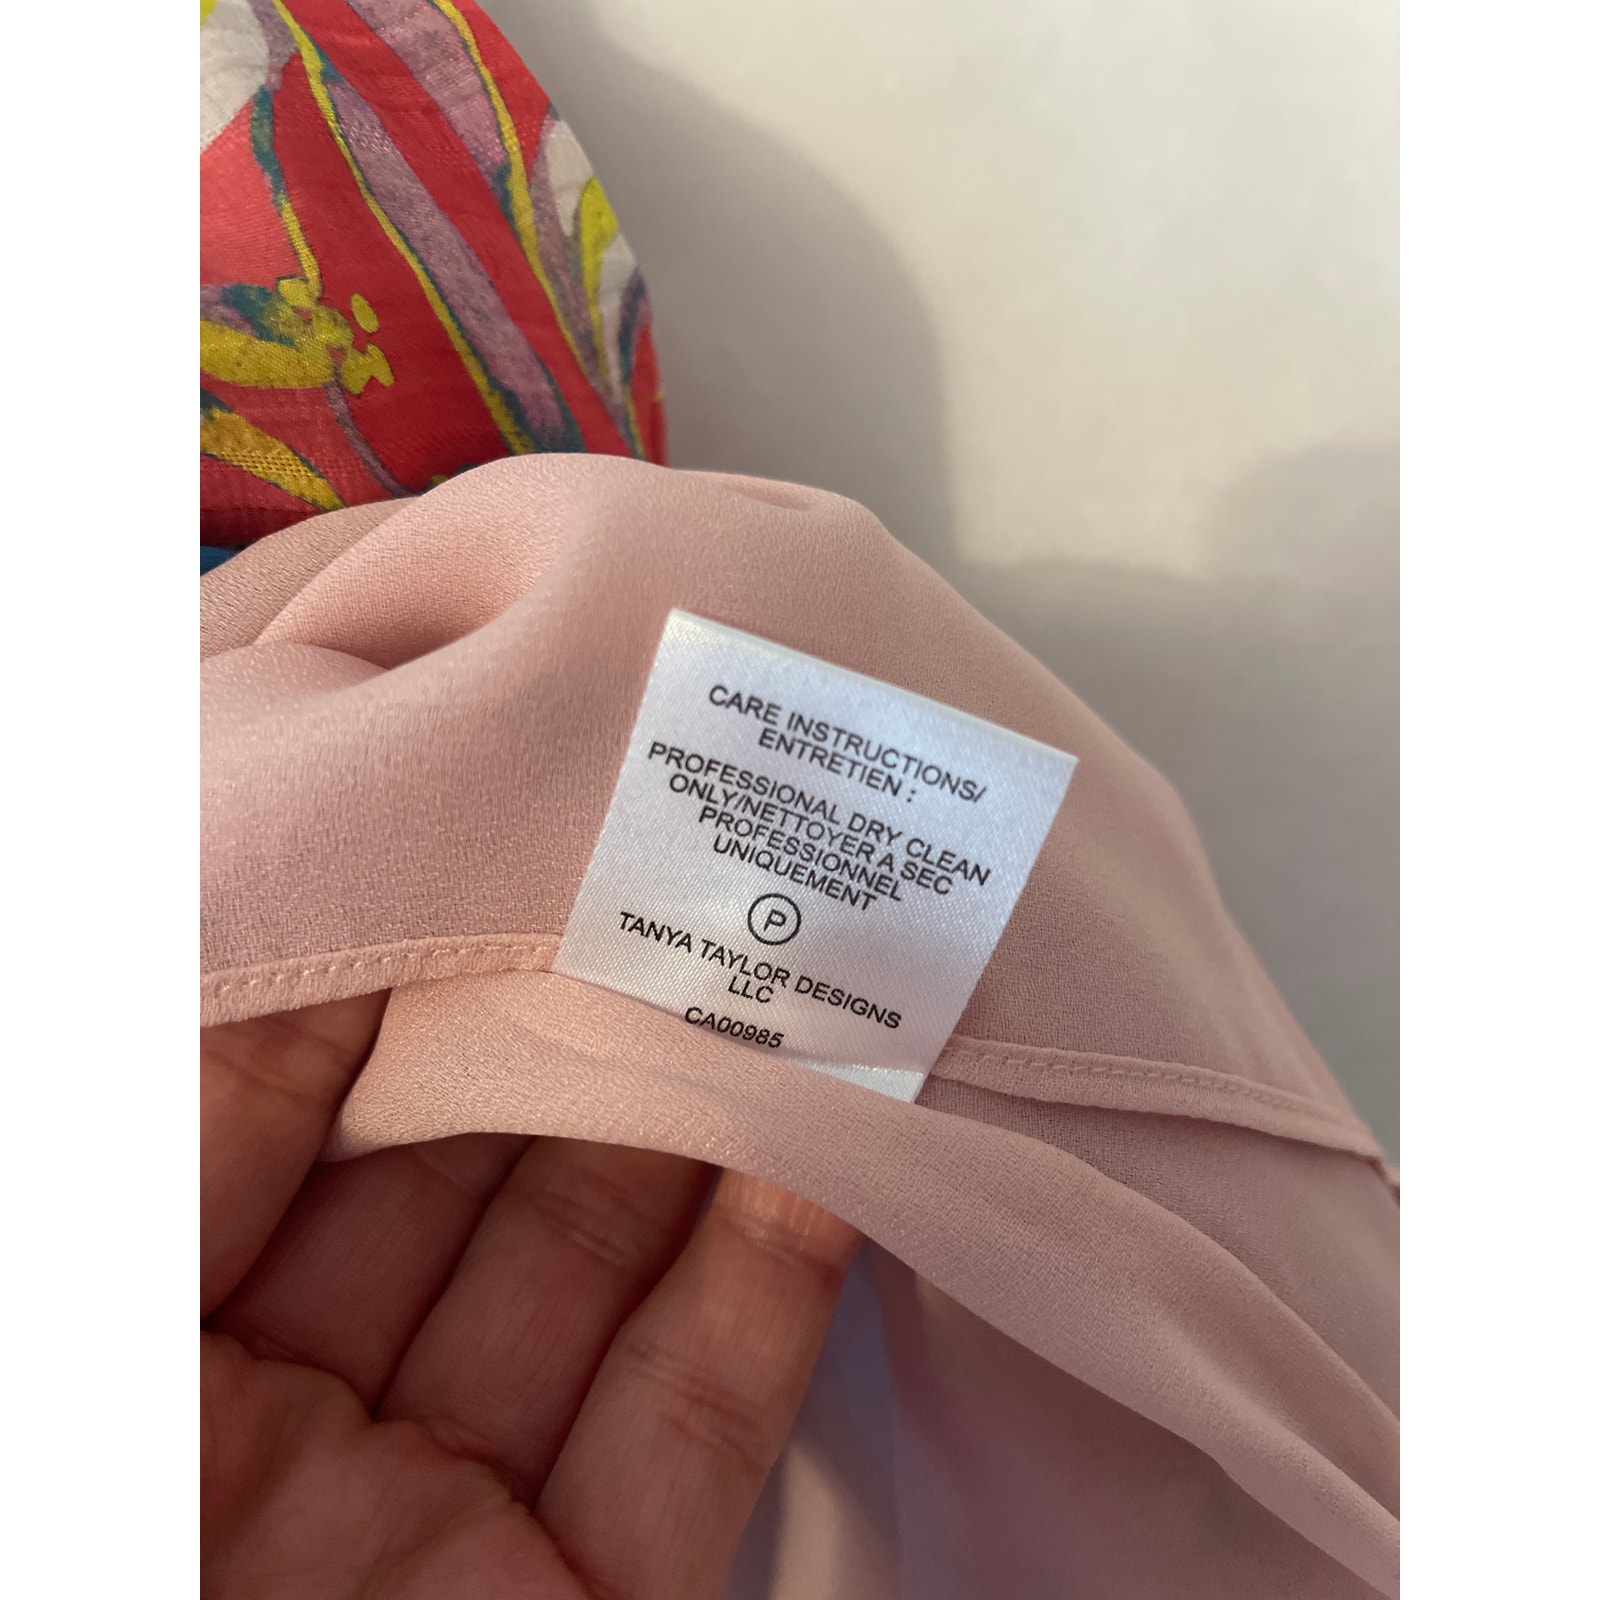 CARE INSTRUCTIONS/
ENTRETIEN :
PROFESSIONAL DRY CLEAN
ONLY/NETTOYER A SEC
PROFESSIONNEL
UNIQUEMENT
P
TANYA TAYLOR DESIGNS
LLC
CA00985